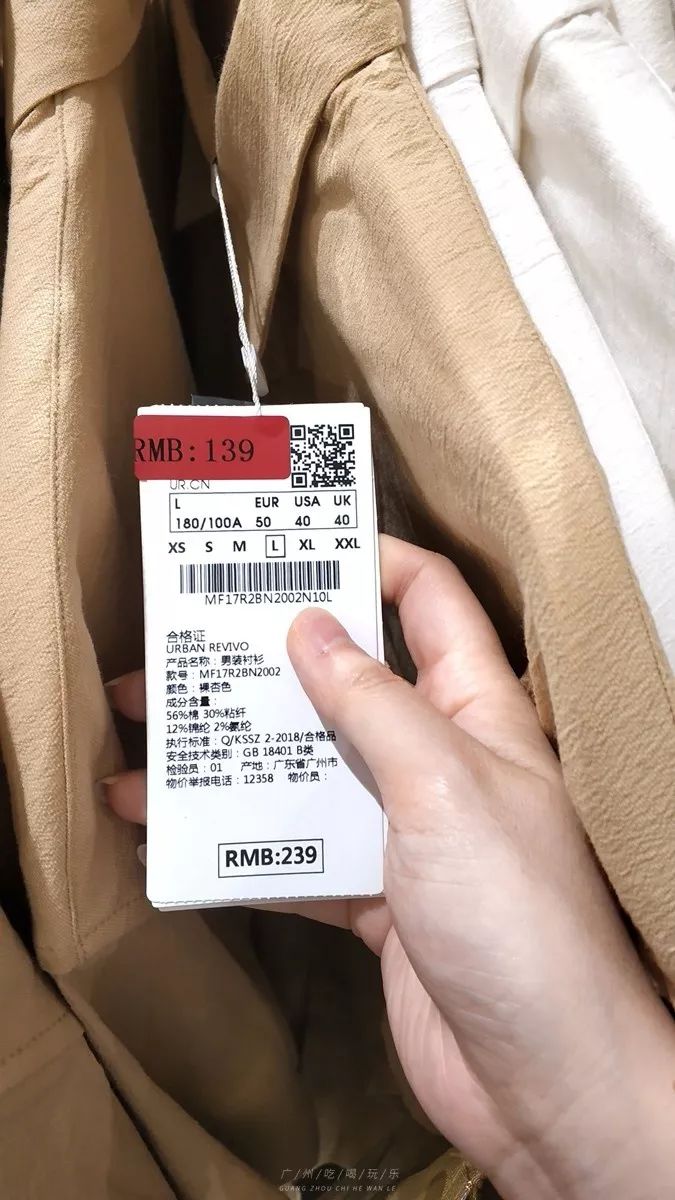 RMB:139
UR.CN
L EUR USA UK
180/100A 50 40 40
XS S M L XL XXL
MF17R2BN2002N10L
合格证
URBAN REVIVO
产品名称：男装衬衫
款号：MF17R2BN2002
颜色：裸杏色
成分含量：
56%棉 30%粘纤
12%锦纶 2%氨纶
执行标准：Q/KSSZ 2-2018/合格品
安全技术类别：GB 18401 B类
检验员：01 产地：广东省广州市
物价举报电话：12358 物价员：
RMB:239
广/州/吃/喝/玩/乐
GUANG ZHOU CHI HE WAN LE